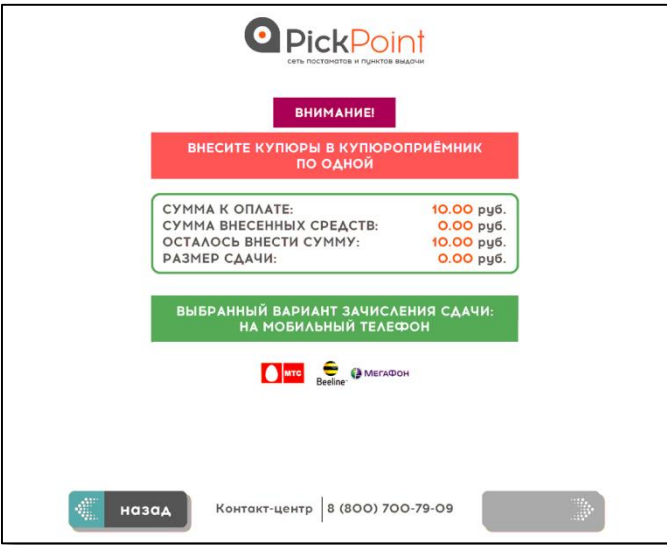 PickPoint
сеть постаматов и пунктов выдачи
ВНИМАНИЕ!
ВНЕСИТЕ КУПЮРЫ В КУПЮРОПРИЁМНИК
ПО ОДНОЙ
СУММА К ОПЛАТЕ: 10.00 руб.
СУММА ВНЕСЕННЫХ СРЕДСТВ: 0.00 руб.
ОСТАЛОСЬ ВНЕСТИ СУММУ: 10.00 руб.
РАЗМЕР СДАЧИ: 0.00 руб.
ВЫБРАННЫЙ ВАРИАНТ ЗАЧИСЛЕНИЯ СДАЧИ:
НА МОБИЛЬНЫЙ ТЕЛЕФОН
МТС Beeline МЕГАФОН
назад Контакт-центр 8 (800) 700-79-09